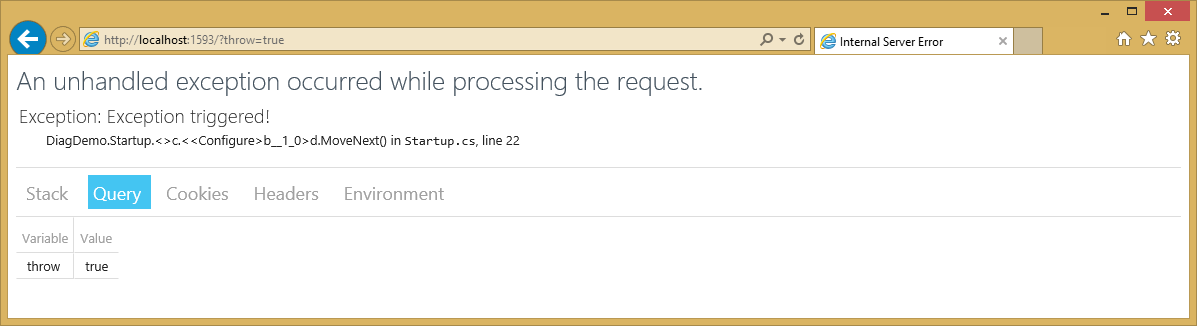 http://localhost:1593/?throw=true
Internal Server Error
An unhandled exception occurred while processing the request.
Exception: Exception triggered!
DiagDemo.Startup.<>c.<<Configure>b__1_0>d.MoveNext() in Startup.cs, line 22
Stack Query Cookies Headers Environment
Variable Value
throw true